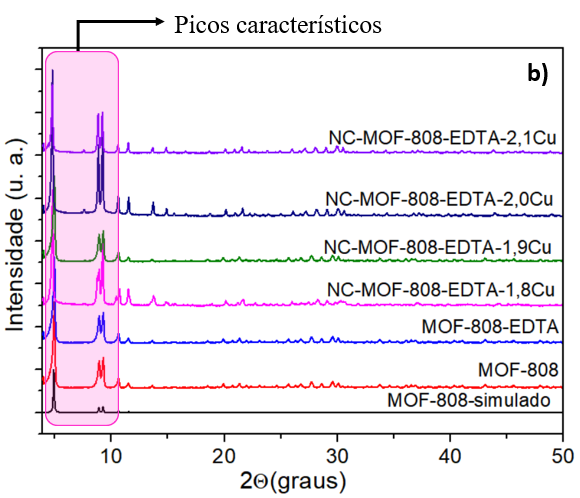 Picos característicos
b)
Intensidade (u. a.)
NC-MOF-808-EDTA-2,1Cu
NC-MOF-808-EDTA-2,0Cu
NC-MOF-808-EDTA-1,9Cu
NC-MOF-808-EDTA-1,8Cu
MOF-808-EDTA
MOF-808
MOF-808-simulado
10 20 30 40 50
2Θ(graus)